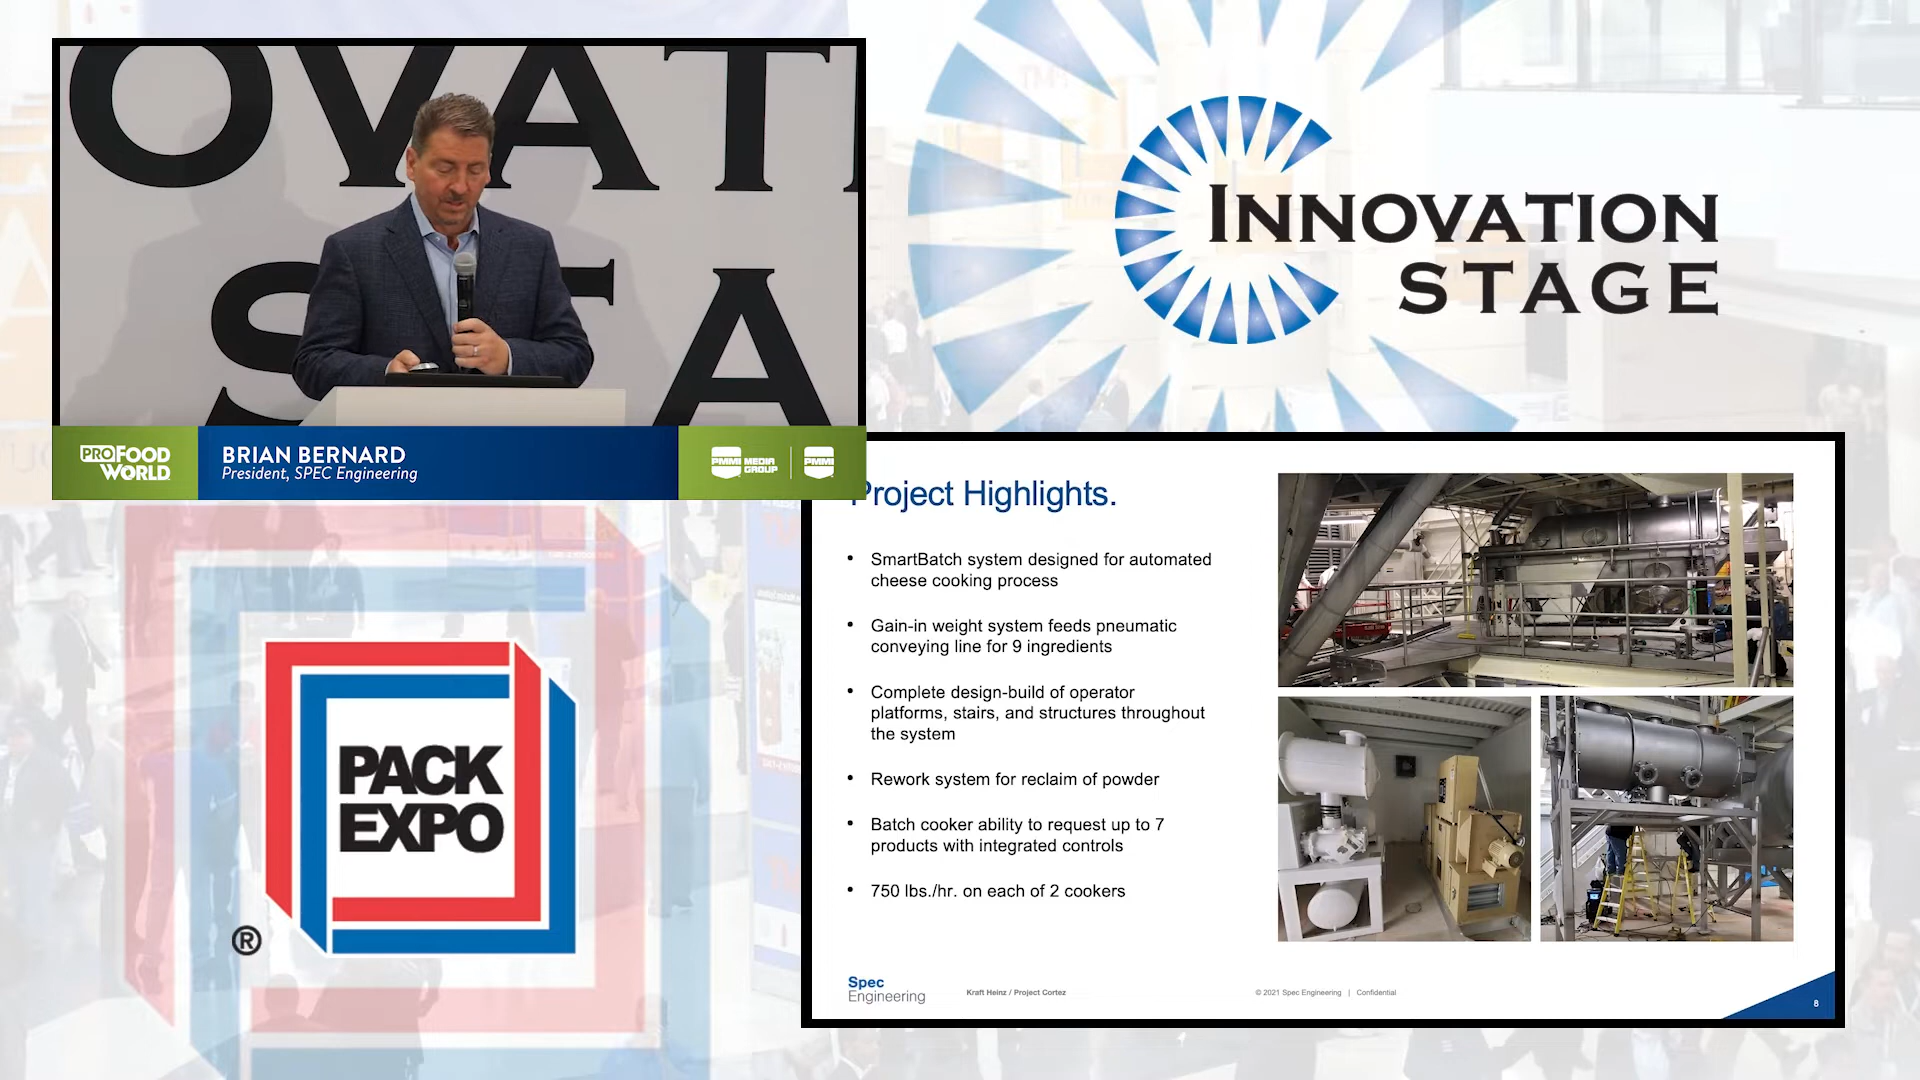 OVATI
STA
PROFOOD
WORLD
BRIAN BERNARD
President, SPEC Engineering
PMMI MEDIA
GROUP
PMMI
INNOVATION
STAGE
PACK
EXPO
®
Project Highlights.
• SmartBatch system designed for automated
cheese cooking process
• Gain-in weight system feeds pneumatic
conveying line for 9 ingredients
• Complete design-build of operator
platforms, stairs, and structures throughout
the system
• Rework system for reclaim of powder
• Batch cooker ability to request up to 7
products with integrated controls
• 750 lbs./hr. on each of 2 cookers
Spec
Engineering
Kraft Heinz / Project Cortez
© 2021 Spec Engineering | Confidential
8